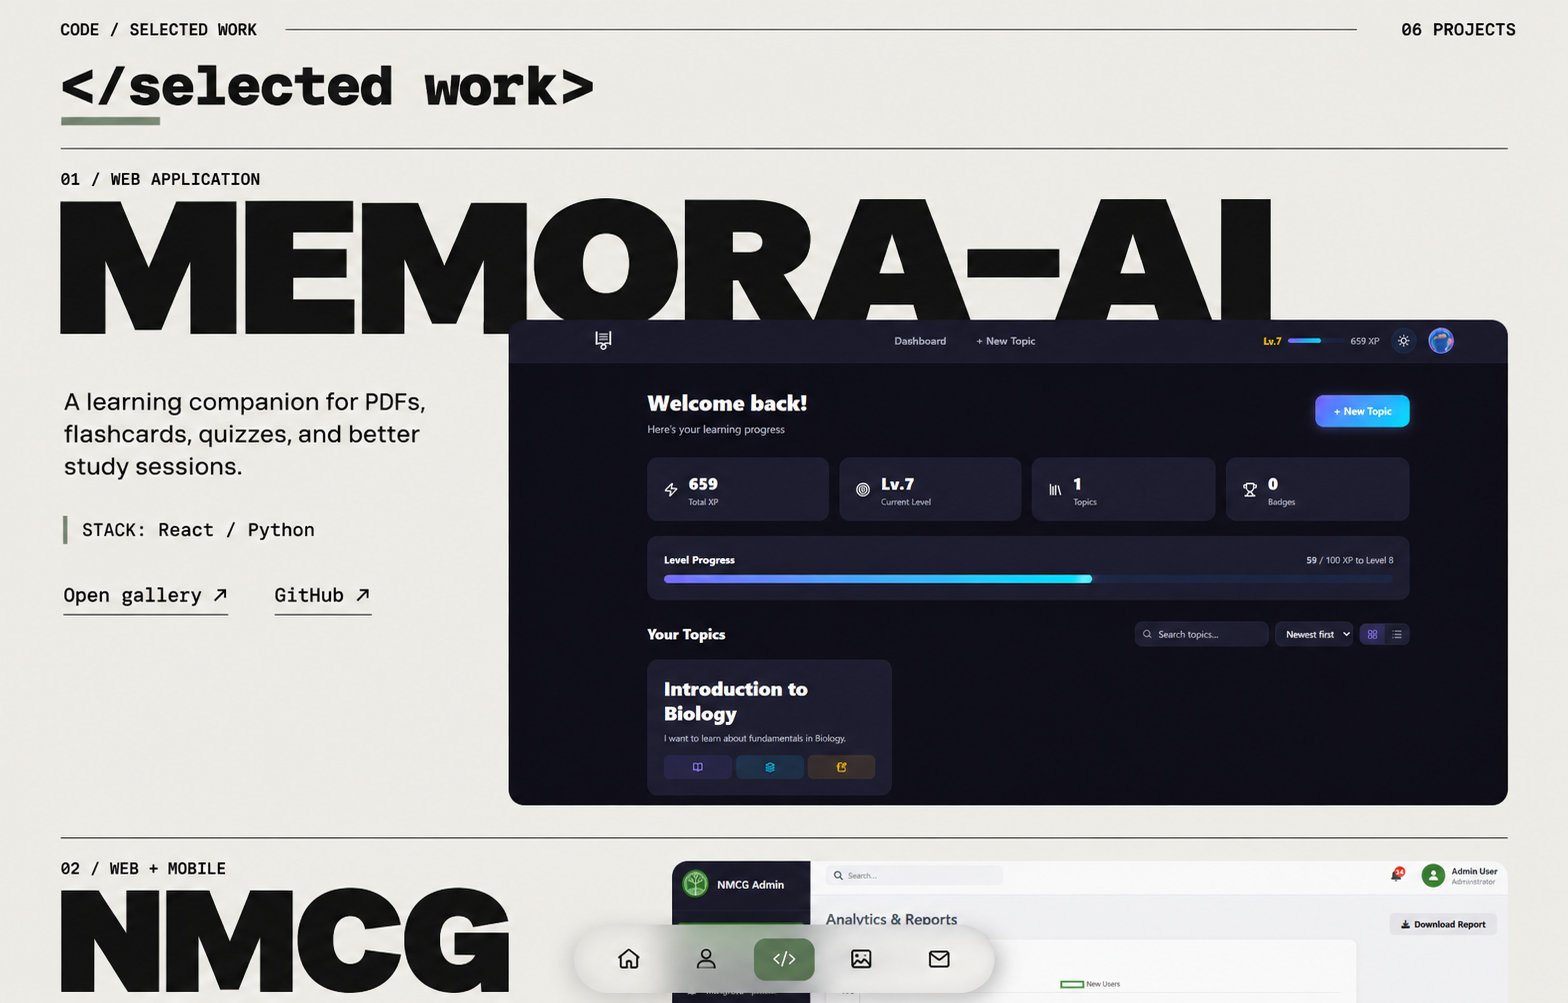 CODE / SELECTED WORK
06 PROJECTS
</selected work>
01 / WEB APPLICATION
MEMORA-AI
A learning companion for PDFs,
flashcards, quizzes, and better
study sessions.
STACK: React / Python
Open gallery ↗
GitHub ↗
Dashboard
+ New Topic
Lv.7
659 XP
Welcome back!
Here's your learning progress
+ New Topic
659
Total XP
Lv.7
Current Level
1
Topics
0
Badges
Level Progress
59 / 100 XP to Level 8
Your Topics
Search topics...
Newest first
Introduction to
Biology
I want to learn about fundamentals in Biology.
02 / WEB + MOBILE
NMCG
NMCG Admin
Search...
Admin User
Administrator
Analytics & Reports
Download Report
New Users
</>